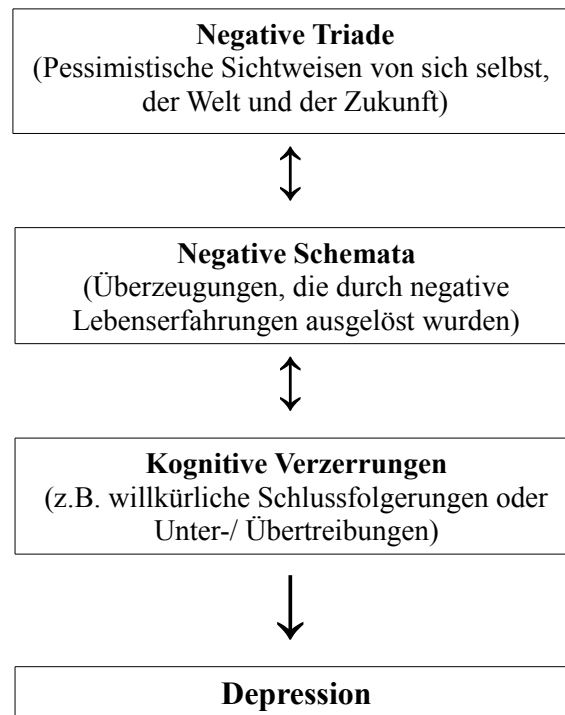 Negative Triade
(Pessimistische Sichtweisen von sich selbst,
der Welt und der Zukunft)
Negative Schemata
(Überzeugungen, die durch negative
Lebenserfahrungen ausgelöst wurden)
Kognitive Verzerrungen
(z.B. willkürliche Schlussfolgerungen oder
Unter-/ Übertreibungen)
Depression